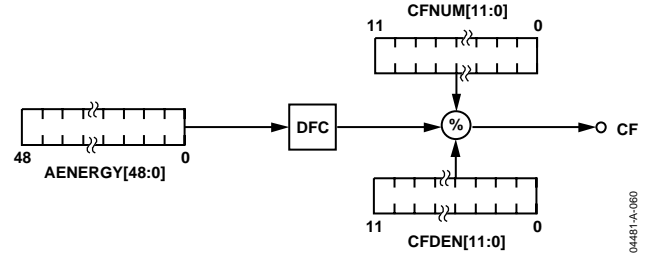 CFNUM[11:0]
11 0
DFC
%
CF
48 0
AENERGY[48:0]
11 0
CFDEN[11:0]
04481-A-060